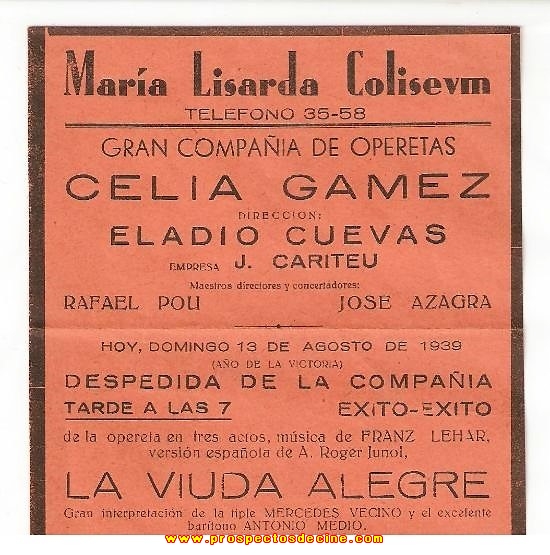 María Lisarda Colisevm
TELEFONO 35-58
GRAN COMPAÑIA DE OPERETAS
CELIA GAMEZ
DIRECCION:
ELADIO CUEVAS
EMPRESA J. CARITEU
Maestros directores y concertadores:
RAFAEL POU JOSE AZAGRA
HOY, DOMINGO 13 DE AGOSTO DE 1939
(AÑO DE LA VICTORIA)
DESPEDIDA DE LA COMPAÑIA
TARDE A LAS 7 EXITO-EXITO
de la opereta en tres actos, música de FRANZ LEHAR,
versión española de A. Roger Junoi,
LA VIUDA ALEGRE
Gran interpretación de la tiple MERCEDES VECINO y el excelente
barítono ANTONIO MEDIO.
www.prospectosdecine.com